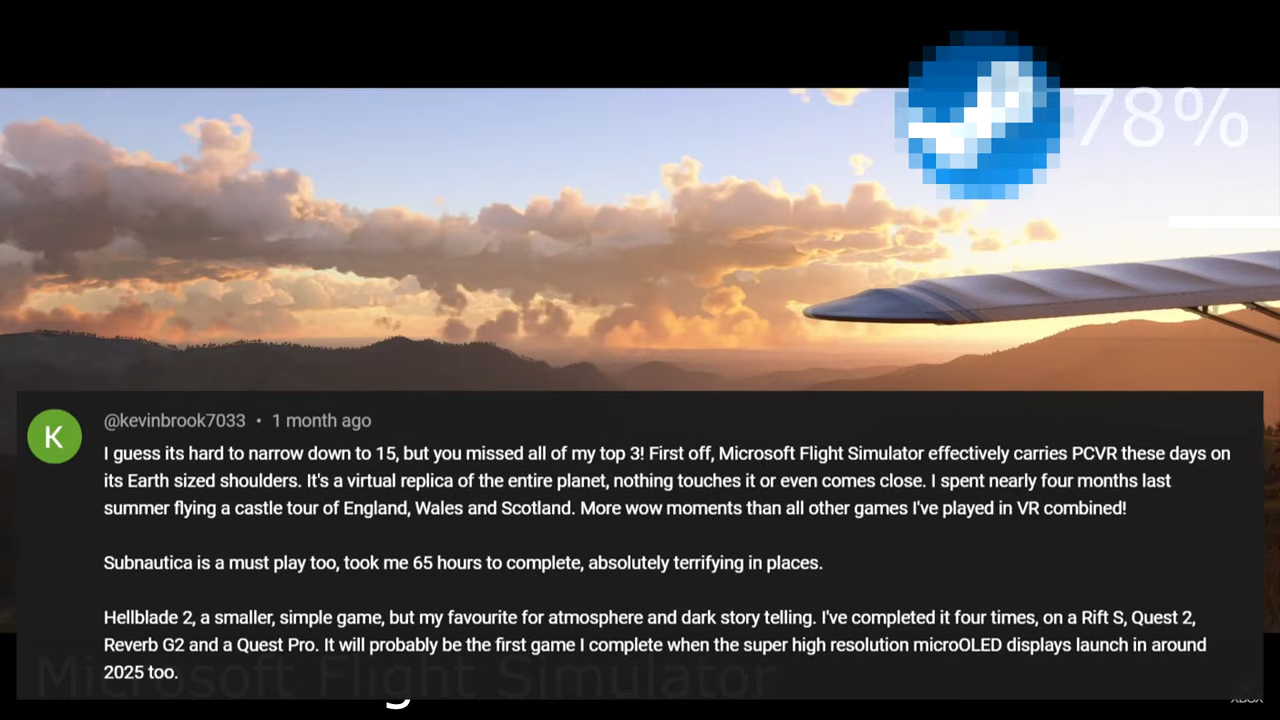 78%
@kevinbrook7033 • 1 month ago
I guess its hard to narrow down to 15, but you missed all of my top 3! First off, Microsoft Flight Simulator effectively carries PCVR these days on
its Earth sized shoulders. It's a virtual replica of the entire planet, nothing touches it or even comes close. I spent nearly four months last
summer flying a castle tour of England, Wales and Scotland. More wow moments than all other games I've played in VR combined!
Subnautica is a must play too, took me 65 hours to complete, absolutely terrifying in places.
Hellblade 2, a smaller, simple game, but my favourite for atmosphere and dark story telling. I've completed it four times, on a Rift S, Quest 2,
Reverb G2 and a Quest Pro. It will probably be the first game I complete when the super high resolution microOLED displays launch in around
2025 too.
Microsoft Flight Simulator
XBOX